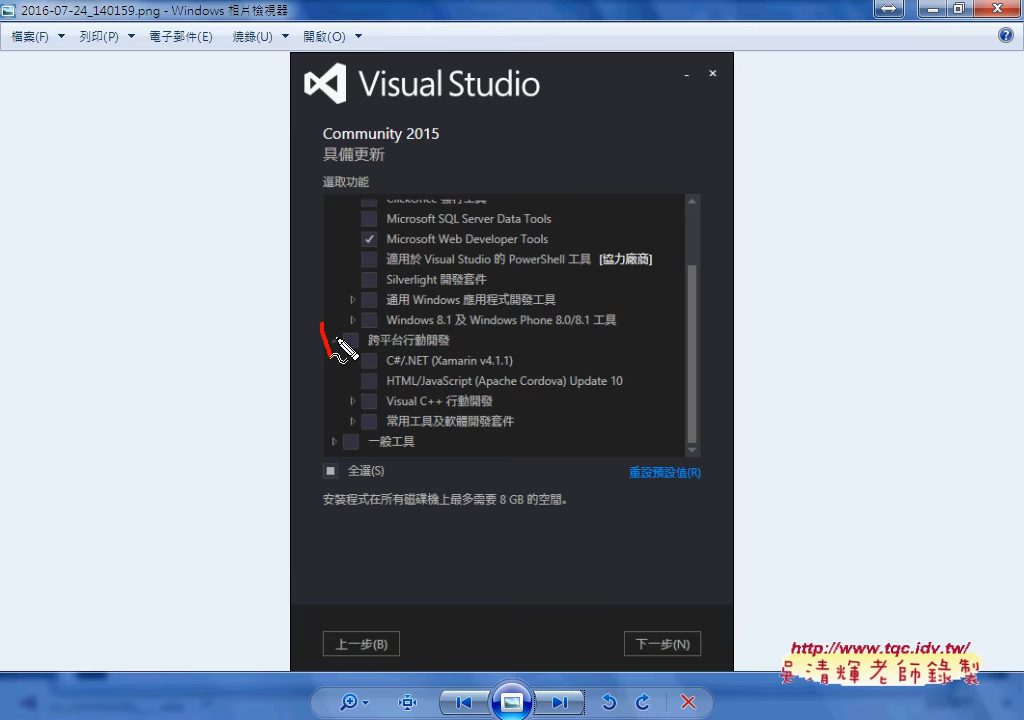 2016-07-24_140159.png - Windows 相片檢視器
檔案(F) 列印(P) 電子郵件(E) 燒錄(U) 開啟(O)
Visual Studio
Community 2015
具備更新
選取功能
ClickOnce 發行工具
Microsoft SQL Server Data Tools
Microsoft Web Developer Tools
適用於 Visual Studio 的 PowerShell 工具 [協力廠商]
Silverlight 開發套件
通用 Windows 應用程式開發工具
Windows 8.1 及 Windows Phone 8.0/8.1 工具
跨平台行動開發
C#/.NET (Xamarin v4.1.1)
HTML/JavaScript (Apache Cordova) Update 10
Visual C++ 行動開發
常用工具及軟體開發套件
一般工具
全選(S)
重設預設值(R)
安裝程式在所有磁碟機上最多需要 8 GB 的空間。
上一步(B)
下一步(N)
http://www.tqc.idv.tw/
吳清輝老師錄製